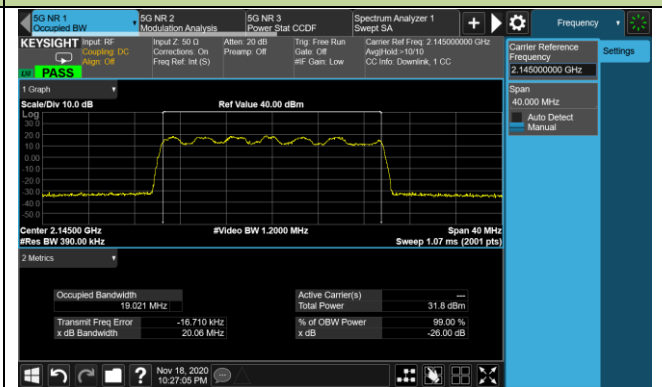 5G NR 1
Occupied BW
5G NR 2
Modulation Analysis
5G NR 3
Power Stat CCDF
Spectrum Analyzer 1
Swept SA
Frequency
KEYSIGHT
Input: RF
Coupling: DC
Align: Off
Input Z: 50 Ω
Corrections: On
Freq Ref: Int (S)
Atten: 20 dB
Preamp: Off
Trig: Free Run
Gate: Off
#IF Gain: Low
Carrier Ref Freq: 2.145000000 GHz
Avg|Hold:>10/10
CC Info: Downlink, 1 CC
LM PASS
Carrier Reference
Frequency
2.145000000 GHz
Settings
Span
40.000 MHz
Auto Detect
Manual
1 Graph
Scale/Div 10.0 dB
Ref Value 40.00 dBm
Log
30.0
20.0
10.0
0.00
-10.0
-20.0
-30.0
-40.0
-50.0
Center 2.14500 GHz
#Video BW 1.2000 MHz
Span 40 MHz
#Res BW 390.00 kHz
Sweep 1.07 ms (2001 pts)
2 Metrics
Occupied Bandwidth
19.021 MHz
Active Carrier(s)
---
Total Power
31.8 dBm
Transmit Freq Error
-16.710 kHz
% of OBW Power
99.00 %
x dB Bandwidth
20.06 MHz
x dB
-26.00 dB
?
Nov 18, 2020
10:27:05 PM